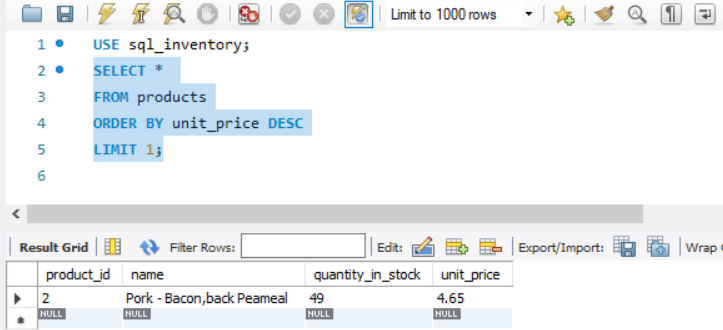 Limit to 1000 rows
1 USE sql_inventory;
2 SELECT *
3 FROM products
4 ORDER BY unit_price DESC
5 LIMIT 1;
6
Result Grid Filter Rows: Edit: Export/Import: Wrap
product_id name quantity_in_stock unit_price
2 Pork - Bacon,back Peameal 49 4.65
NULL NULL NULL NULL